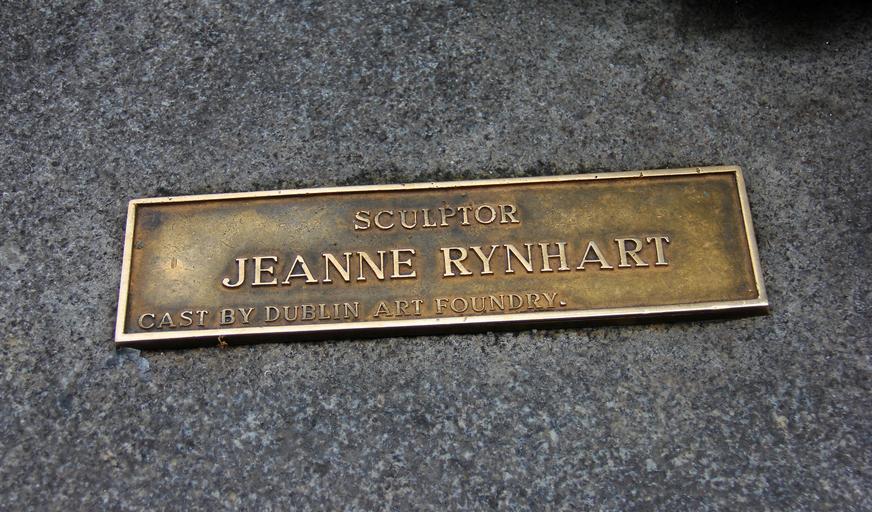 SCULPTOR
JEANNE RYNHART
CAST BY DUBLIN ART FOUNDRY.